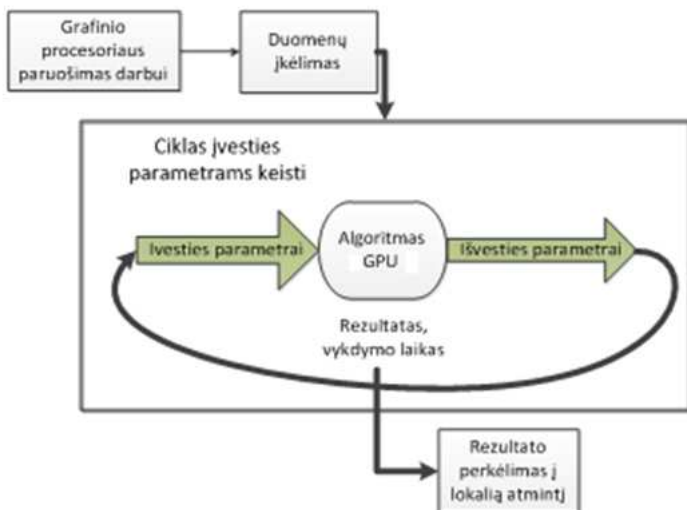 Grafinio
procesoriaus
paruošimas darbui
Duomenų
įkėlimas
Ciklas įvesties
parametrams keisti
Ivesties parametrai
Algoritmas
GPU
Išvesties parametrai
Rezultatas,
vykdymo laikas
Rezultato
perkėlimas į
lokalią atmintį